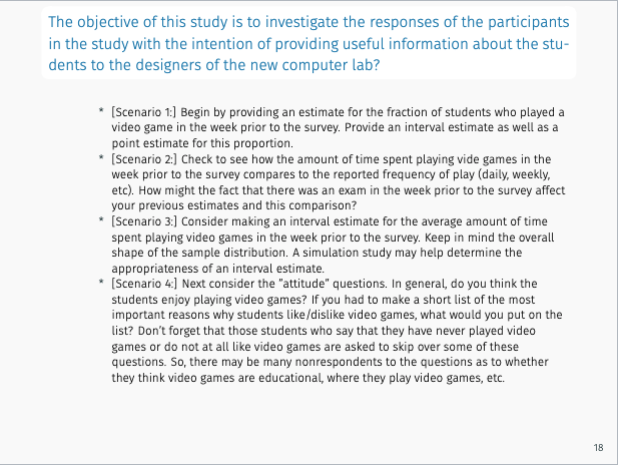 The objective of this study is to investigate the responses of the participants
in the study with the intention of providing useful information about the stu-
dents to the designers of the new computer lab?
* [Scenario 1:] Begin by providing an estimate for the fraction of students who played a
video game in the week prior to the survey. Provide an interval estimate as well as a
point estimate for this proportion.
* [Scenario 2:] Check to see how the amount of time spent playing vide games in the
week prior to the survey compares to the reported frequency of play (daily, weekly,
etc). How might the fact that there was an exam in the week prior to the survey affect
your previous estimates and this comparison?
* [Scenario 3:] Consider making an interval estimate for the average amount of time
spent playing video games in the week prior to the survey. Keep in mind the overall
shape of the sample distribution. A simulation study may help determine the
appropriateness of an interval estimate.
* [Scenario 4:] Next consider the "attitude" questions. In general, do you think the
students enjoy playing video games? If you had to make a short list of the most
important reasons why students like/dislike video games, what would you put on the
list? Don't forget that those students who say that they have never played video
games or do not at all like video games are asked to skip over some of these
questions. So, there may be many nonrespondents to the questions as to whether
they think video games are educational, where they play video games, etc.
18